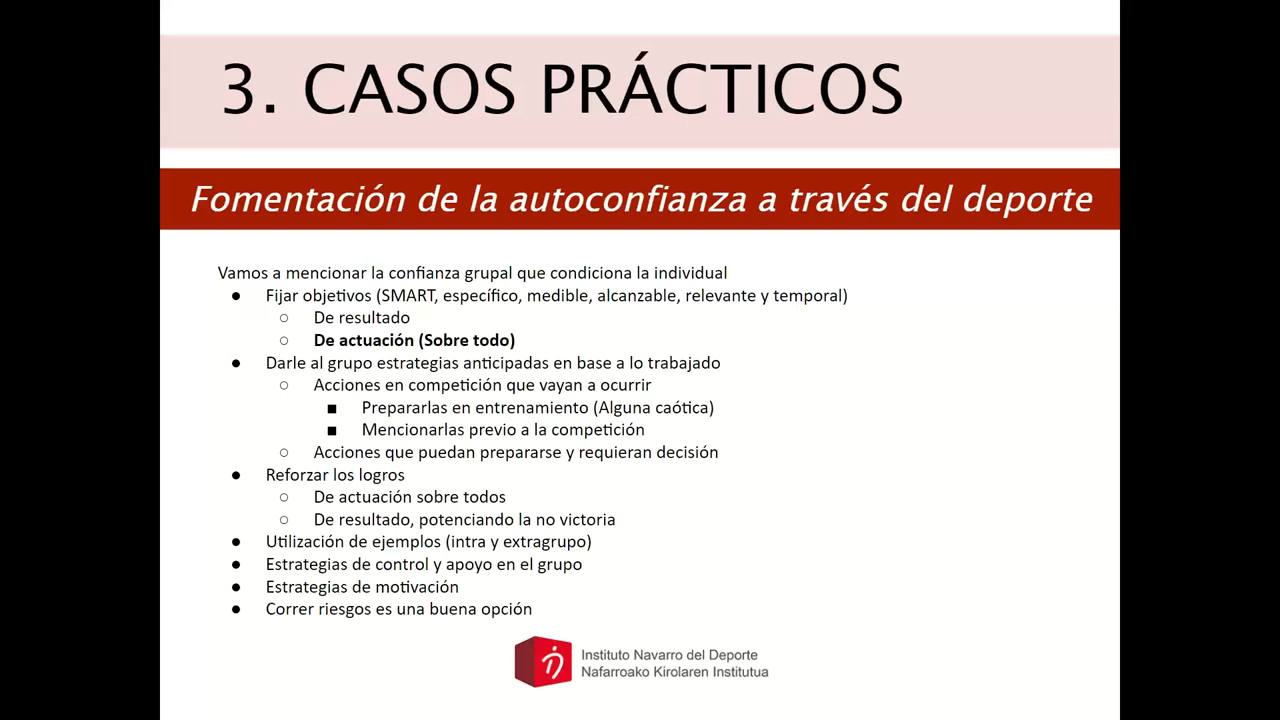 3. CASOS PRÁCTICOS
Fomentación de la autoconfianza a través del deporte
Vamos a mencionar la confianza grupal que condiciona la individual
● Fijar objetivos (SMART, específico, medible, alcanzable, relevante y temporal)
○ De resultado
○ De actuación (Sobre todo)
● Darle al grupo estrategias anticipadas en base a lo trabajado
○ Acciones en competición que vayan a ocurrir
■ Prepararlas en entrenamiento (Alguna caótica)
■ Mencionarlas previo a la competición
○ Acciones que puedan prepararse y requieran decisión
● Reforzar los logros
○ De actuación sobre todos
○ De resultado, potenciando la no victoria
● Utilización de ejemplos (intra y extragrupo)
● Estrategias de control y apoyo en el grupo
● Estrategias de motivación
● Correr riesgos es una buena opción
Instituto Navarro del Deporte
Nafarroako Kirolaren Institutua